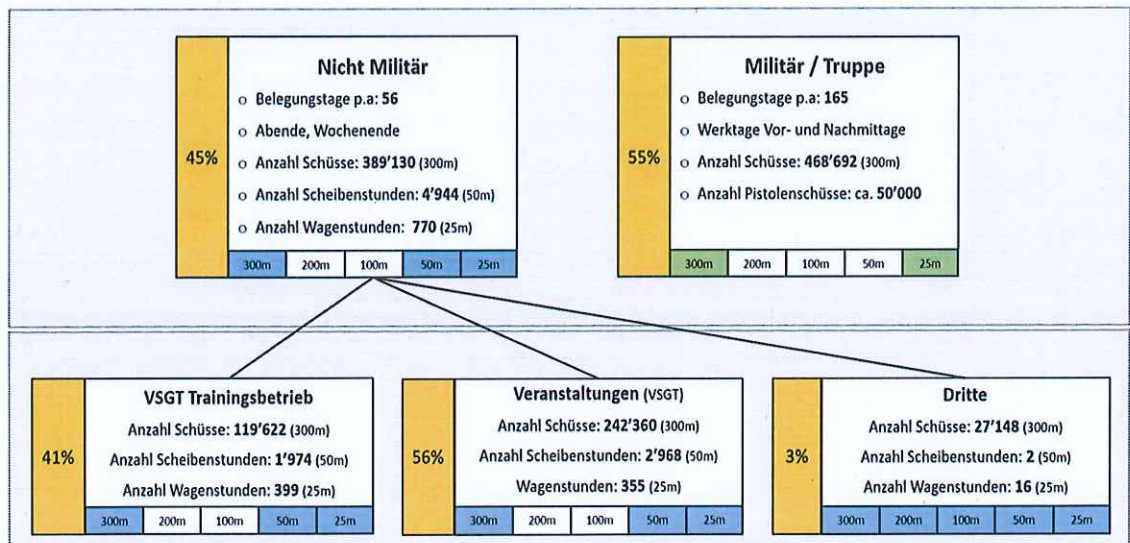 45%
Nicht Militär
o Belegungstage p.a: 56
o Abende, Wochenende
o Anzahl Schüsse: 389'130 (300m)
o Anzahl Scheibenstunden: 4'944 (50m)
o Anzahl Wagenstunden: 770 (25m)
300m 200m 100m 50m 25m
55%
Militär / Truppe
o Belegungstage p.a: 165
o Werktage Vor- und Nachmittage
o Anzahl Schüsse: 468'692 (300m)
o Anzahl Pistolenschüsse: ca. 50'000
300m 200m 100m 50m 25m
41%
VSGT Trainingsbetrieb
Anzahl Schüsse: 119'622 (300m)
Anzahl Scheibenstunden: 1'974 (50m)
Anzahl Wagenstunden: 399 (25m)
300m 200m 100m 50m 25m
56%
Veranstaltungen (VSGT)
Anzahl Schüsse: 242'360 (300m)
Anzahl Scheibenstunden: 2'968 (50m)
Wagenstunden: 355 (25m)
300m 200m 100m 50m 25m
3%
Dritte
Anzahl Schüsse: 27'148 (300m)
Anzahl Scheibenstunden: 2 (50m)
Anzahl Wagenstunden: 16 (25m)
300m 200m 100m 50m 25m